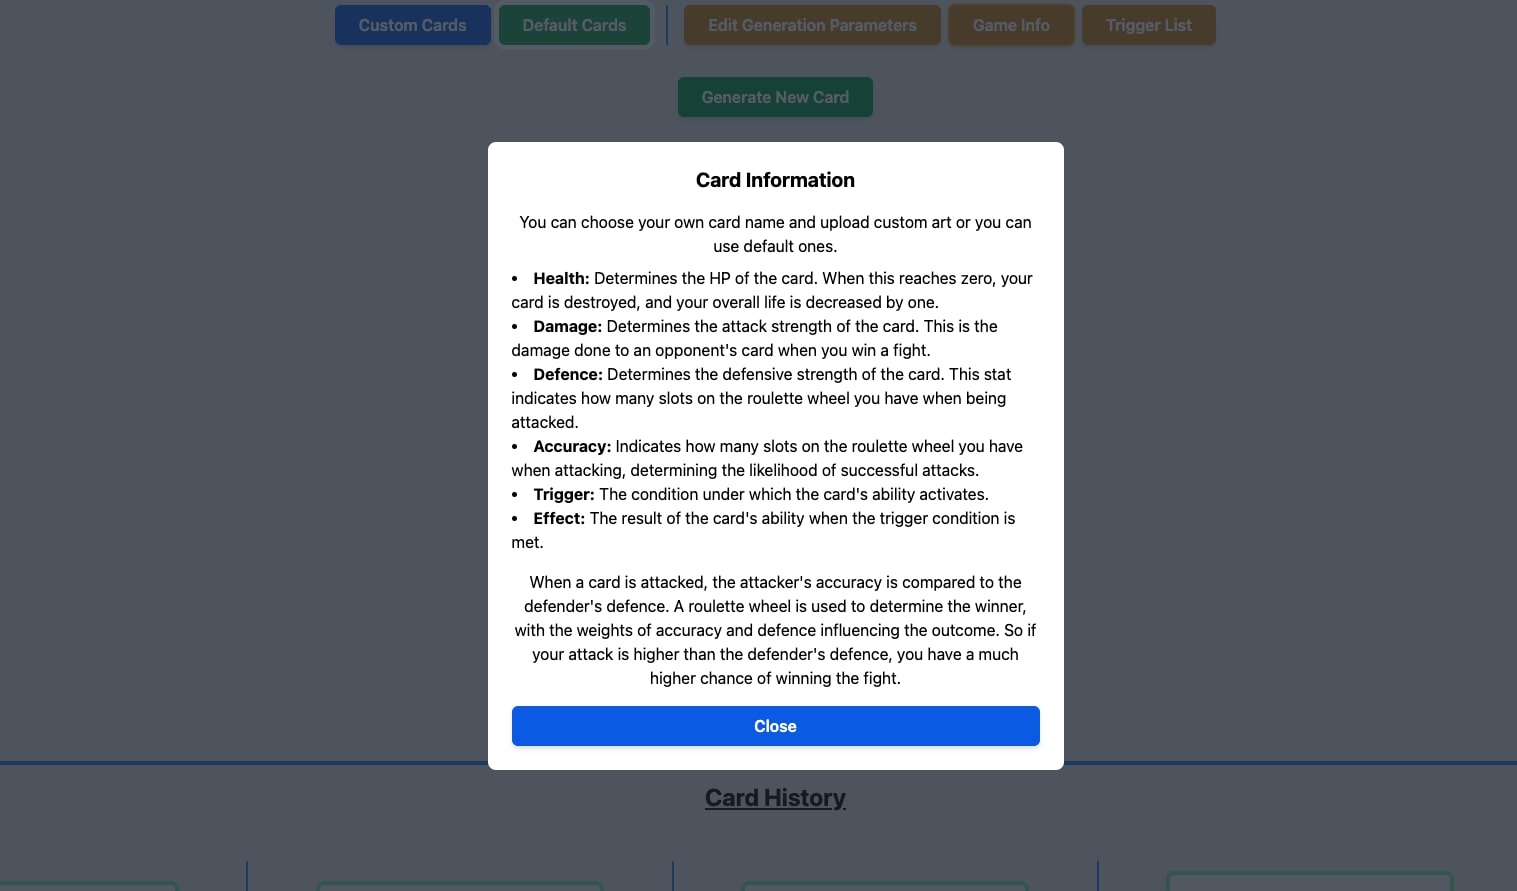 Custom Cards
Default Cards
Edit Generation Parameters
Game Info
Trigger List
Generate New Card
Card Information
You can choose your own card name and upload custom art or you can
use default ones.
• Health: Determines the HP of the card. When this reaches zero, your
card is destroyed, and your overall life is decreased by one.
• Damage: Determines the attack strength of the card. This is the
damage done to an opponent's card when you win a fight.
• Defence: Determines the defensive strength of the card. This stat
indicates how many slots on the roulette wheel you have when being
attacked.
• Accuracy: Indicates how many slots on the roulette wheel you have
when attacking, determining the likelihood of successful attacks.
• Trigger: The condition under which the card's ability activates.
• Effect: The result of the card's ability when the trigger condition is
met.
When a card is attacked, the attacker's accuracy is compared to the
defender's defence. A roulette wheel is used to determine the winner,
with the weights of accuracy and defence influencing the outcome. So if
your attack is higher than the defender's defence, you have a much
higher chance of winning the fight.
Close
Card History